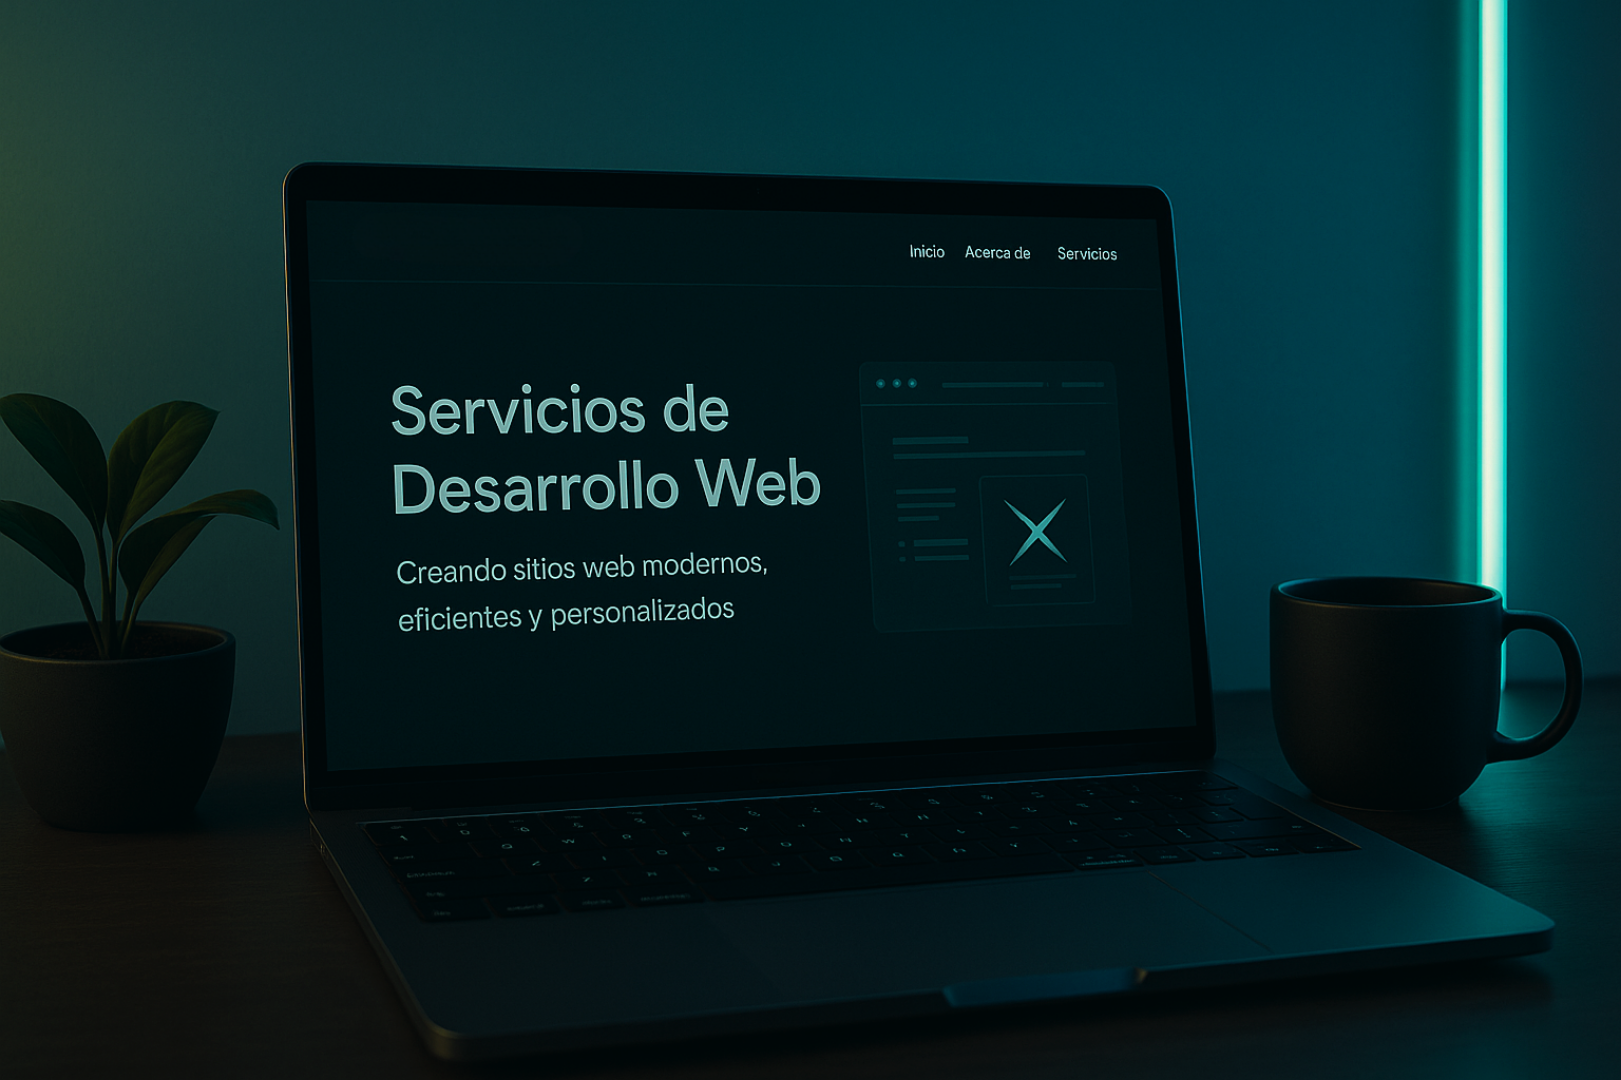 Inicio Acerca de Servicios
Servicios de
Desarrollo Web
Creando sitios web modernos,
eficientes y personalizados